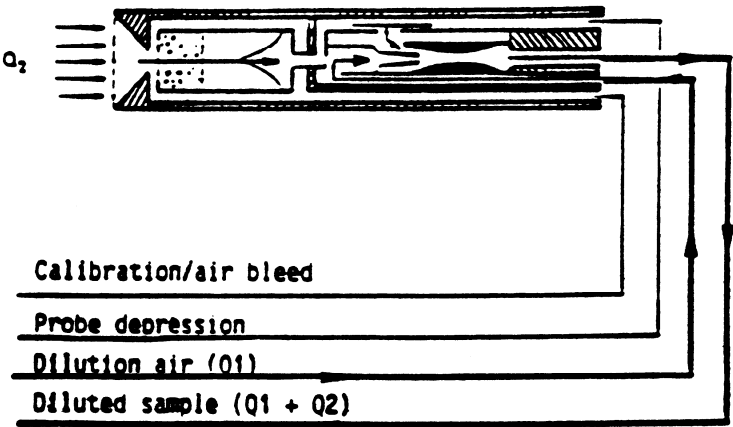 Q₂
Calibration/air bleed
Probe depression
Dilution air (Q1)
Diluted sample (Q1 + Q2)